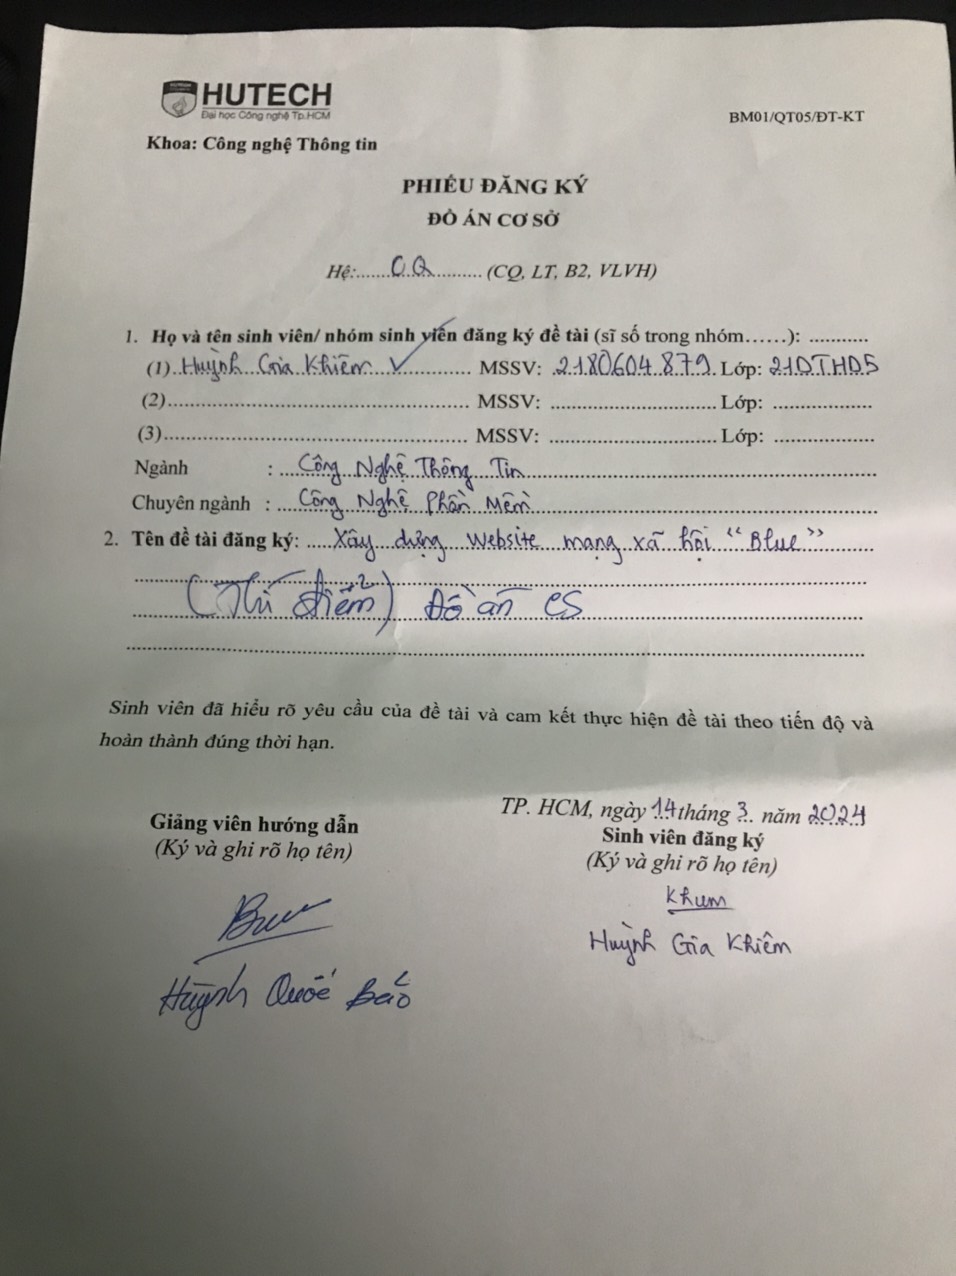 HUTECH
Đại học Công nghệ Tp.HCM
BM01/QT05/ĐT-KT
Khoa: Công nghệ Thông tin
PHIẾU ĐĂNG KÝ
ĐỒ ÁN CƠ SỞ
Hệ:......CQ......... (CQ, LT, B2, VLVH)
1. Họ và tên sinh viên/ nhóm sinh viên đăng ký đề tài (sĩ số trong nhóm……): ...........
(1)..Huỳnh Gia Khiêm ✓........... MSSV: 2180604879 Lớp: 21DTHD5
(2)................................................... MSSV: ............................ Lớp: .................
(3)................................................... MSSV: ............................ Lớp: .................
Ngành : ...Công Nghệ Thông Tin..........................................
Chuyên ngành : ....Công Nghệ Phần Mềm..........................................
2. Tên đề tài đăng ký: ....Xây dựng Website mạng xã hội “Blue”........
+2
(Thí điểm) Đồ án cs
Sinh viên đã hiểu rõ yêu cầu của đề tài và cam kết thực hiện đề tài theo tiến độ và
hoàn thành đúng thời hạn.
TP. HCM, ngày 14 tháng 3. năm 2024
Giảng viên hướng dẫn
(Ký và ghi rõ họ tên)
Sinh viên đăng ký
(Ký và ghi rõ họ tên)
Khum
Huỳnh Gia Khiêm
Huỳnh Quốc Bảo